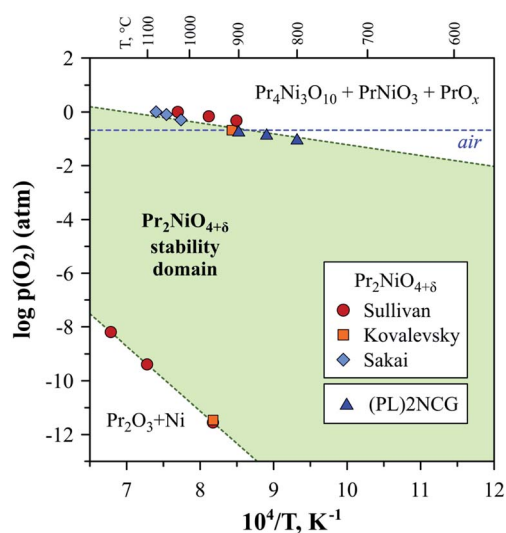 T, °C
1100
1000
900
800
700
600
2
0
-2
-4
-6
-8
-10
-12
log p(O₂) (atm)
Pr₄Ni₃O₁₀ + PrNiO₃ + PrOₓ
air
Pr₂NiO₄₊δ
stability
domain
Pr₂NiO₄₊δ
Sullivan
Kovalevsky
Sakai
(PL)2NCG
Pr₂O₃+Ni
7
8
9
10
11
12
10⁴/T, K⁻¹